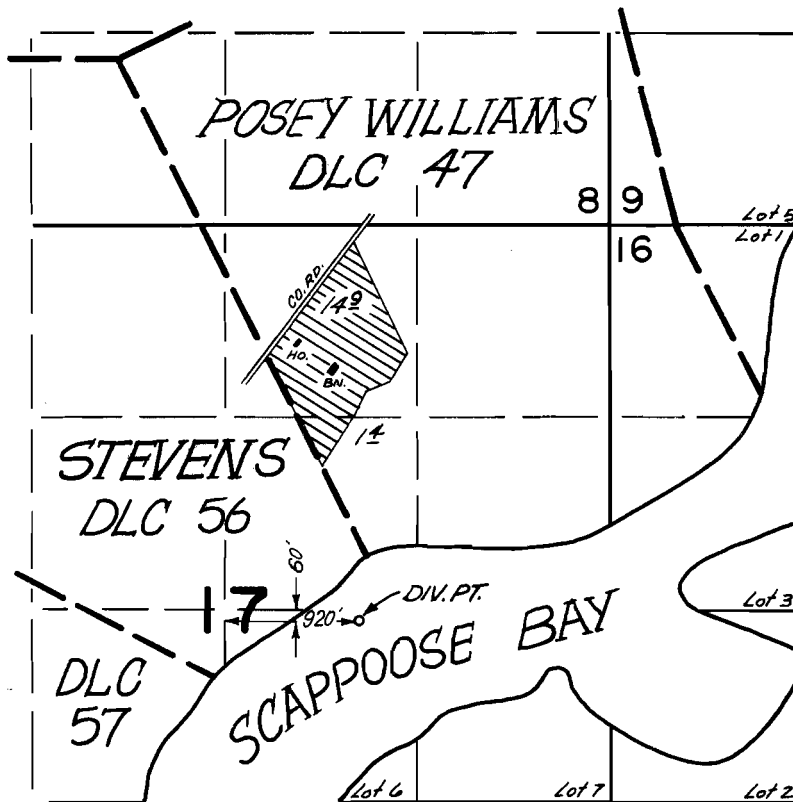 POSEY WILLIAMS
DLC 47
8 9
16
Lot 5
Lot 1
CO. RD.
14 9
HO.
BN.
1 4
STEVENS
DLC 56
60'
17
920'
DIV. PT.
Lot 3
DLC
57
SCAPPOOSE BAY
Lot 6
Lot 7
Lot 2